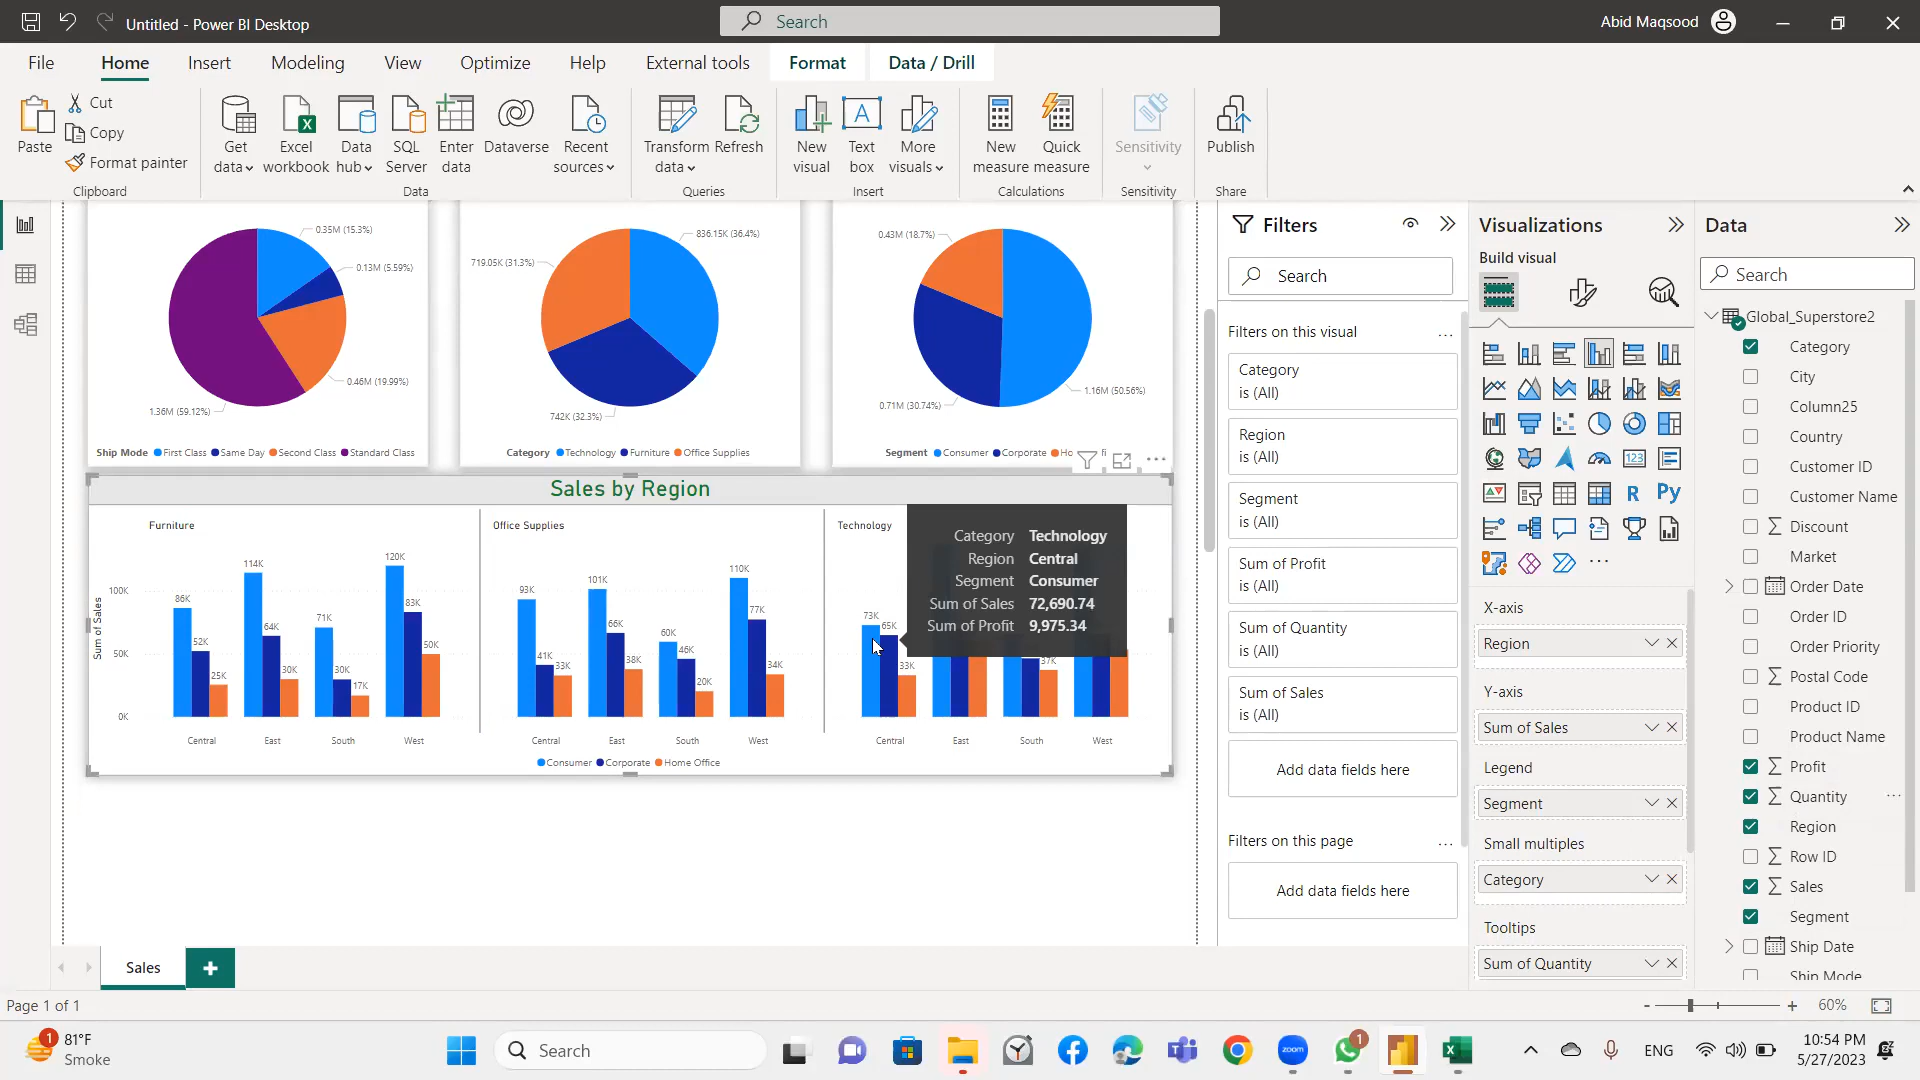 Untitled - Power BI Desktop
Search
Abid Maqsood
File
Home
Insert
Modeling
View
Optimize
Help
External tools
Format
Data / Drill
Paste
Cut
Copy
Format painter
Clipboard
Get data
Excel workbook
Data hub
SQL Server
Enter data
Dataverse
Recent sources
Data
Transform data
Refresh
Queries
New visual
Text box
More visuals
Insert
New measure
Quick measure
Calculations
Sensitivity
Sensitivity
Publish
Share
0.35M (15.3%)
0.13M (5.59%)
0.46M (19.99%)
1.36M (59.12%)
Ship Mode First Class Same Day Second Class Standard Class
836.15K (36.4%)
719.05K (31.3%)
742K (32.3%)
Category Technology Furniture Office Supplies
0.43M (18.7%)
1.16M (50.56%)
0.71M (30.74%)
Segment Consumer Corporate Ho
Sales by Region
Sum of Sales
100K
50K
0K
Furniture
86K
52K
25K
114K
64K
30K
71K
30K
17K
120K
83K
50K
Central East South West
Office Supplies
93K
41K
33K
101K
66K
38K
60K
46K
20K
110K
77K
34K
Central East South West
Technology
73K
65K
33K
37K
Central East South West
Consumer Corporate Home Office
Category Technology
Region Central
Segment Consumer
Sum of Sales 72,690.74
Sum of Profit 9,975.34
Filters
Search
Filters on this visual
Category
is (All)
Region
is (All)
Segment
is (All)
Sum of Profit
is (All)
Sum of Quantity
is (All)
Sum of Sales
is (All)
Add data fields here
Filters on this page
Add data fields here
Visualizations
Build visual
123
R
Py
X-axis
Region
Y-axis
Sum of Sales
Legend
Segment
Small multiples
Category
Tooltips
Sum of Quantity
Data
Search
Global_Superstore2
Category
City
Column25
Country
Customer ID
Customer Name
Discount
Market
Order Date
Order ID
Order Priority
Postal Code
Product ID
Product Name
Profit
Quantity
Region
Row ID
Sales
Segment
Ship Date
Ship Mode
Sales
Page 1 of 1
60%
1
81°F
Smoke
Search
zoom
1
ENG
10:54 PM
5/27/2023